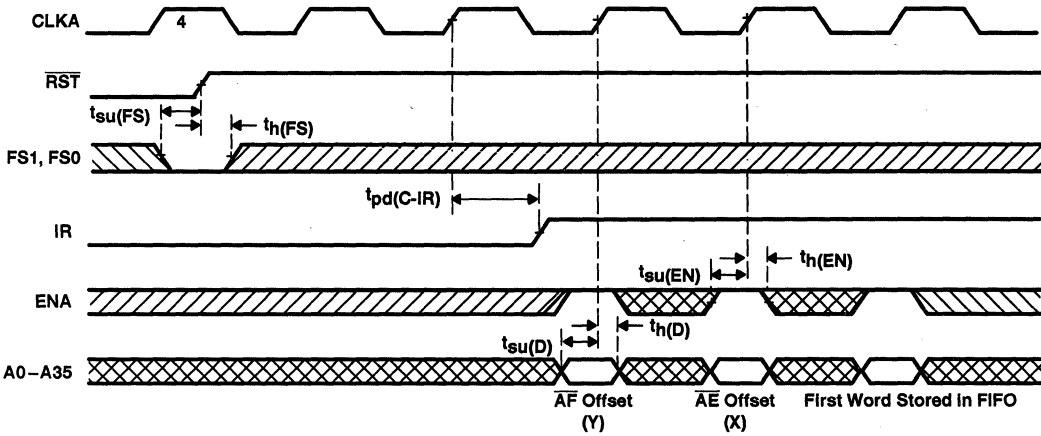 CLKA
4
RST
tsu(FS)
th(FS)
FS1, FS0
tpd(C-IR)
IR
tsu(EN)
th(EN)
ENA
tsu(D)
th(D)
A0–A35
AF Offset
(Y)
AE Offset
(X)
First Word Stored in FIFO